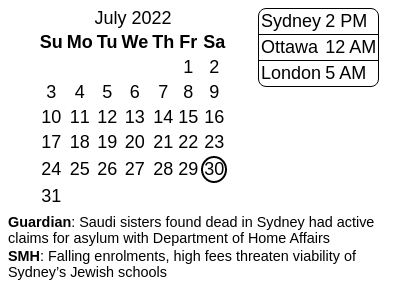 July 2022
Su Mo Tu We Th Fr Sa
1 2
3 4 5 6 7 8 9
10 11 12 13 14 15 16
17 18 19 20 21 22 23
24 25 26 27 28 29 30
31
Sydney 2 PM
Ottawa 12 AM
London 5 AM
Guardian: Saudi sisters found dead in Sydney had active
claims for asylum with Department of Home Affairs
SMH: Falling enrolments, high fees threaten viability of
Sydney’s Jewish schools